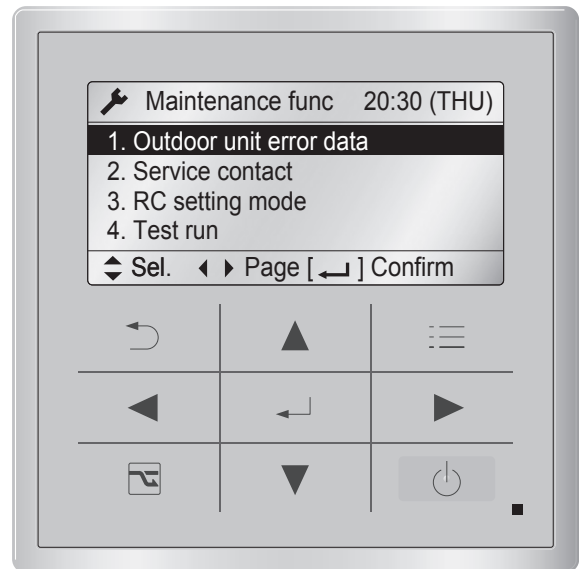 Maintenance func 20:30 (THU)
1. Outdoor unit error data
2. Service contact
3. RC setting mode
4. Test run
Sel. Page [ ] Confirm